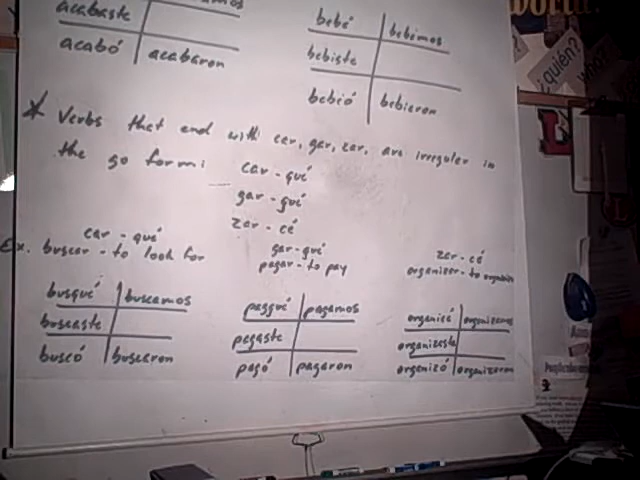 acabaste
acabó acabaron
bebí bebimos
bebiste
bebió bebieron
* Verbs that end with car, gar, zar, are irregular in
the yo form:
car - qué
gar - gué
zar - cé
car - qué
Ex. buscar - to look for
busqué buscamos
buscaste
buscó buscaron
gar - gué
pagar - to pay
paggué pagamos
pagaste
pagó pagaron
zar - cé
organizar - to organize
organicé organizamos
organizaste
organizó organizaron
¿quién?
who?
world!